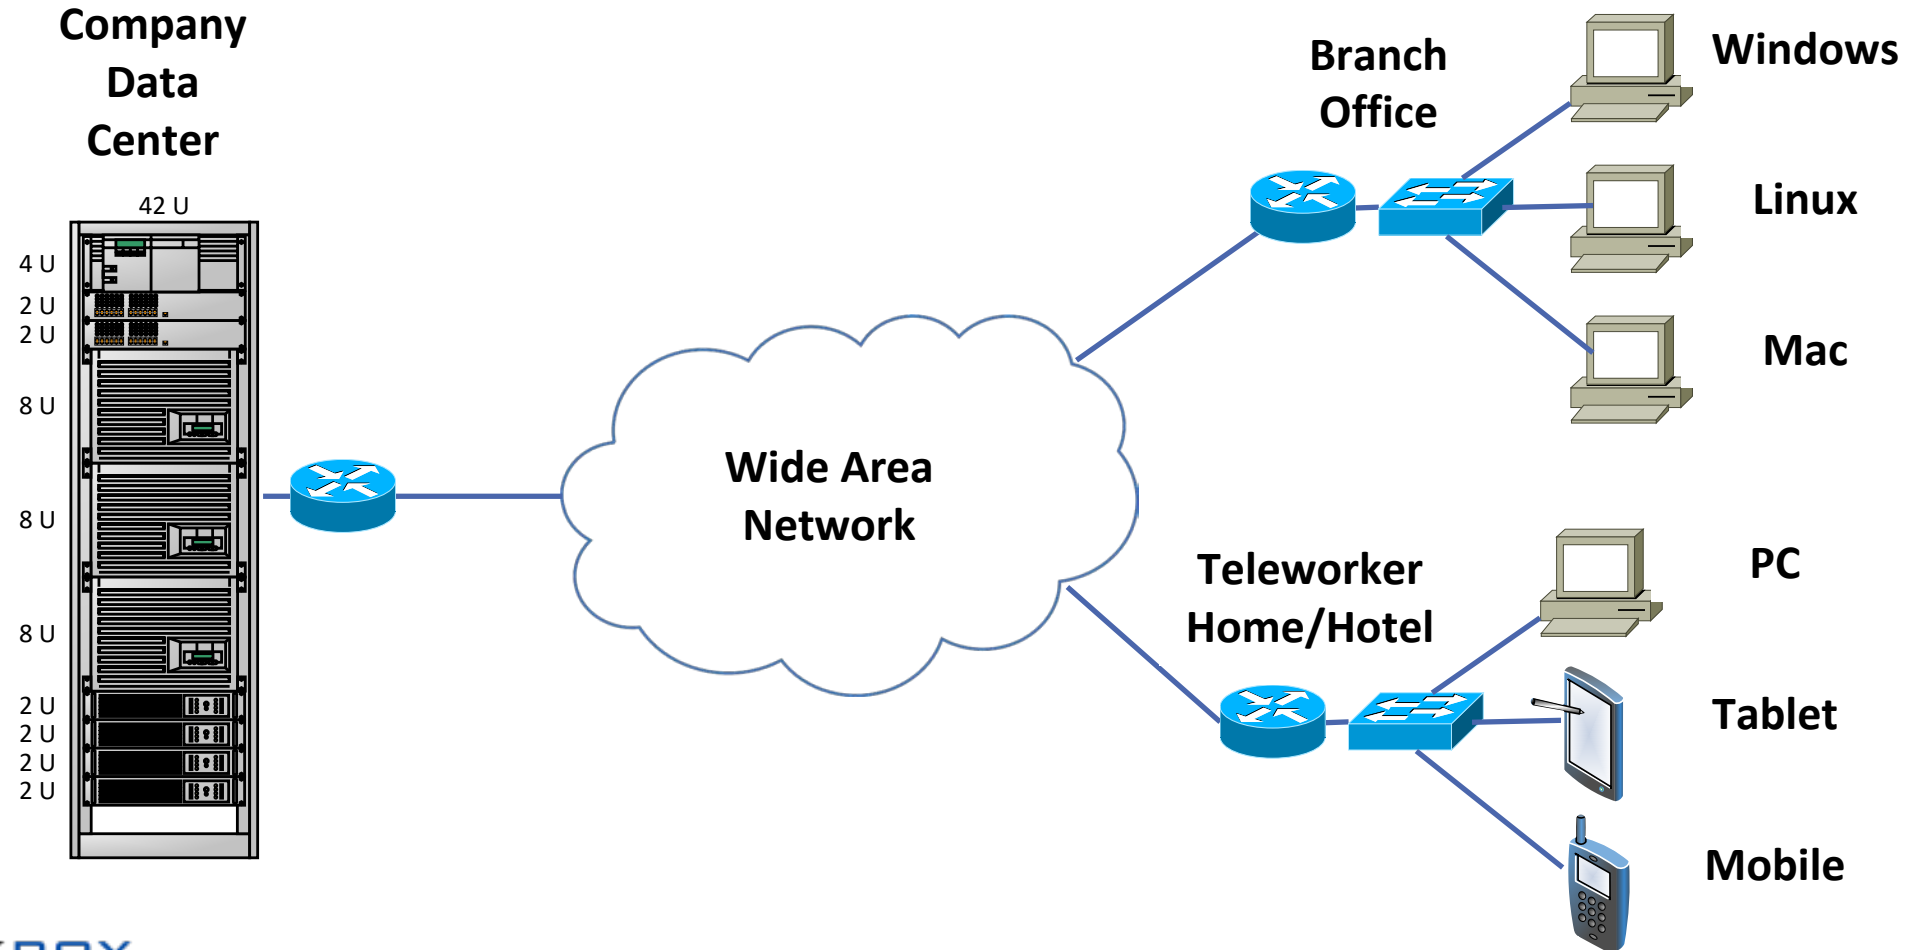 Company
Data
Center
42 U
4 U
2 U
2 U
8 U
8 U
8 U
2 U
2 U
2 U
2 U
Wide Area
Network
Branch
Office
Windows
Linux
Mac
Teleworker
Home/Hotel
PC
Tablet
Mobile